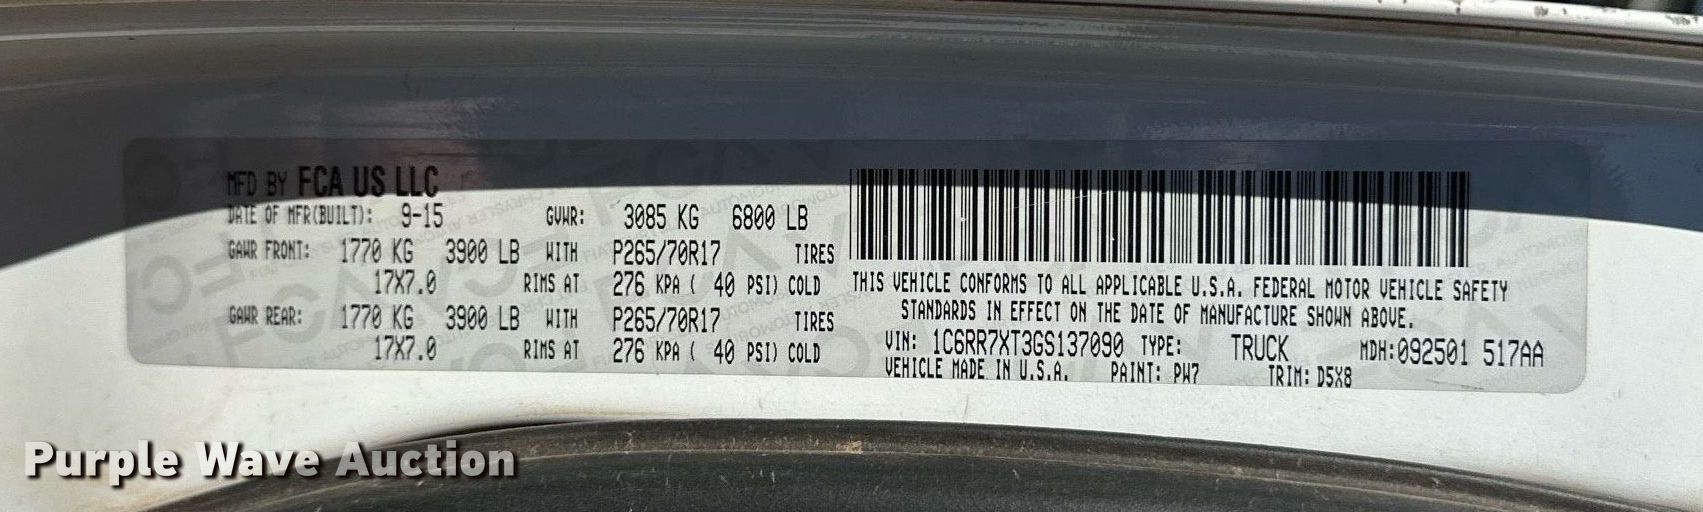 MFD BY FCA US LLC
DATE OF MFR(BUILT): 9-15 GVWR: 3085 KG 6800 LB
GAWR FRONT: 1770 KG 3900 LB WITH P265/70R17 TIRES
17X7.0 RIMS AT 276 KPA ( 40 PSI) COLD
GAWR REAR: 1770 KG 3900 LB WITH P265/70R17 TIRES
17X7.0 RIMS AT 276 KPA ( 40 PSI) COLD
THIS VEHICLE CONFORMS TO ALL APPLICABLE U.S.A. FEDERAL MOTOR VEHICLE SAFETY
STANDARDS IN EFFECT ON THE DATE OF MANUFACTURE SHOWN ABOVE.
VIN: 1C6RR7XT3GS137090 TYPE: TRUCK MDH:092501 517AA
VEHICLE MADE IN U.S.A. PAINT: PW7 TRIM: D5X8
Purple Wave Auction